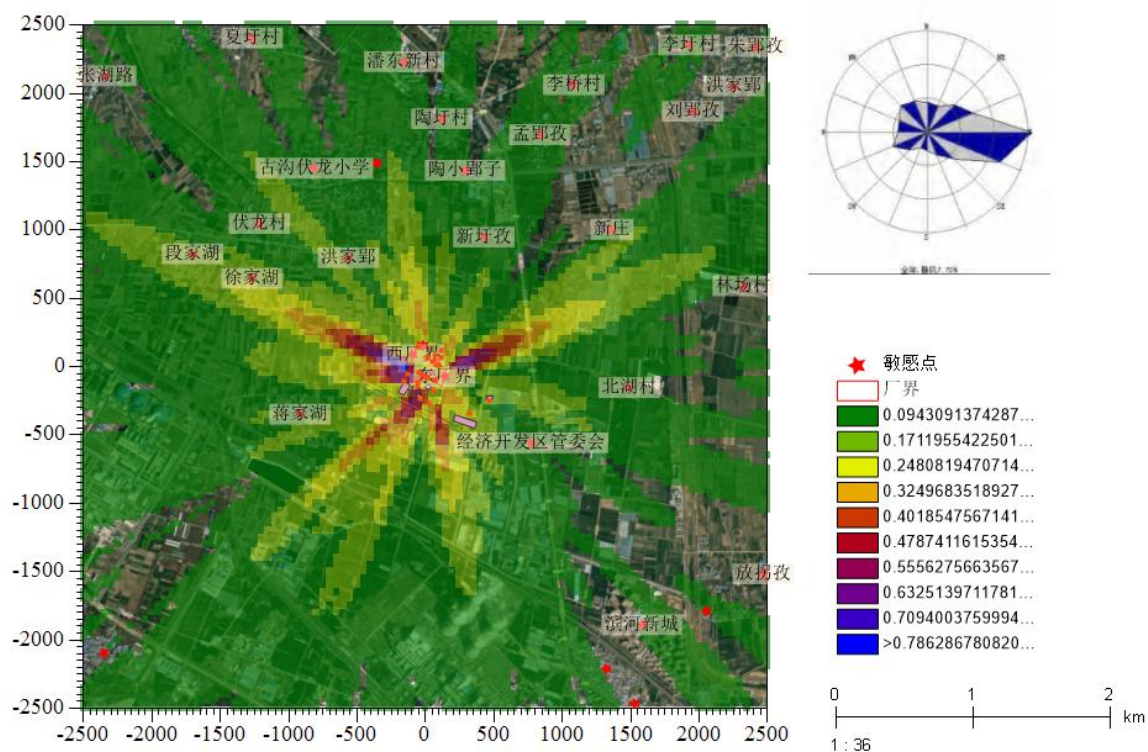 2500
2000
1500
1000
500
0
-500
-1000
-1500
-2000
-2500
-2500
-2000
-1500
-1000
-500
0
500
1000
1500
2000
2500
夏圩村
潘东新村
李圩村
朱郢孜
张湖路
李桥村
洪家郢
陶圩村
刘郢孜
孟郢孜
古沟伏龙小学
陶小郢子
伏龙村
新圩孜
新庄
段家湖
洪家郢
徐家湖
林场村
西厂界
东厂界
北湖村
蒋家湖
经济开发区管委会
放拐孜
滨河新城
SW
SE
S
敏感点
厂界
0.0943091374287...
0.1711955422501...
0.2480819470714...
0.3249683518927...
0.4018547567141...
0.4787411615354...
0.5556275663567...
0.6325139711781...
0.7094003759994...
>0.786286780820...
0
1
2
km
1 : 36